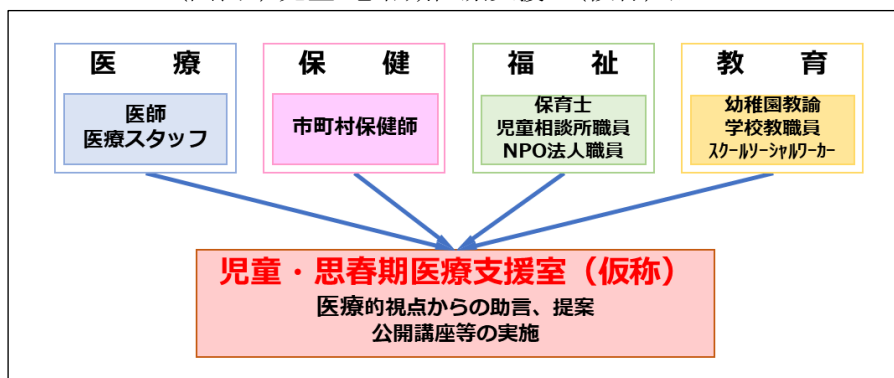 医　療
保　健
福　祉
教　育
医師
医療スタッフ
市町村保健師
保育士
児童相談所職員
NPO法人職員
幼稚園教諭
学校教職員
ｽｸｰﾙｿｰｼｬﾙﾜｰｶｰ
児童・思春期医療支援室（仮称）
医療的視点からの助言、提案
公開講座等の実施